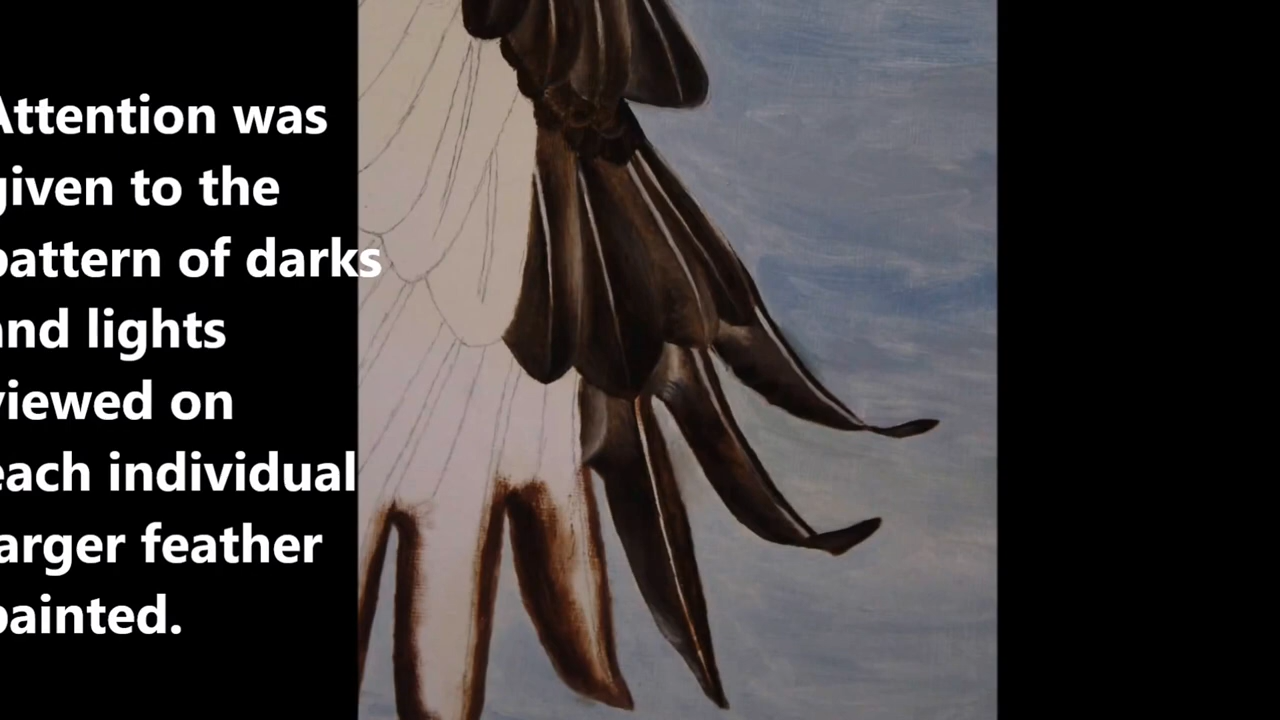 Attention was
given to the
pattern of darks
and lights
viewed on
each individual
larger feather
painted.